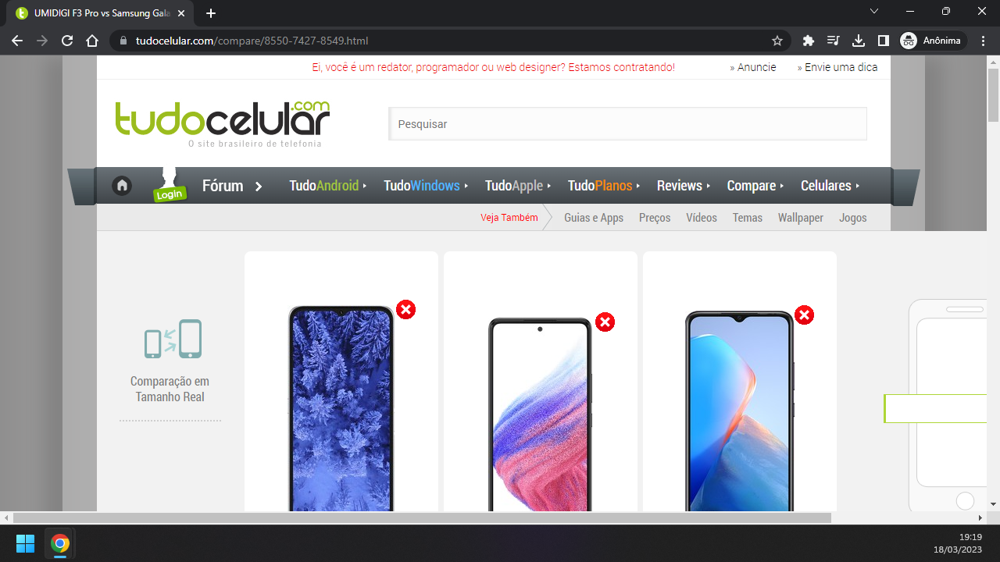 UMIDIGI F3 Pro vs Samsung Gala
tudocelular.com/compare/8550-7427-8549.html
Anônima
Ei, você é um redator, programador ou web designer? Estamos contratando!
» Anuncie
» Envie uma dica
tudocelular.com
O site brasileiro de telefonia
Pesquisar
Login
Fórum
TudoAndroid
TudoWindows
TudoApple
TudoPlanos
Reviews
Compare
Celulares
Veja Também
Guias e Apps
Preços
Vídeos
Temas
Wallpaper
Jogos
Comparação em
Tamanho Real
19:19
18/03/2023